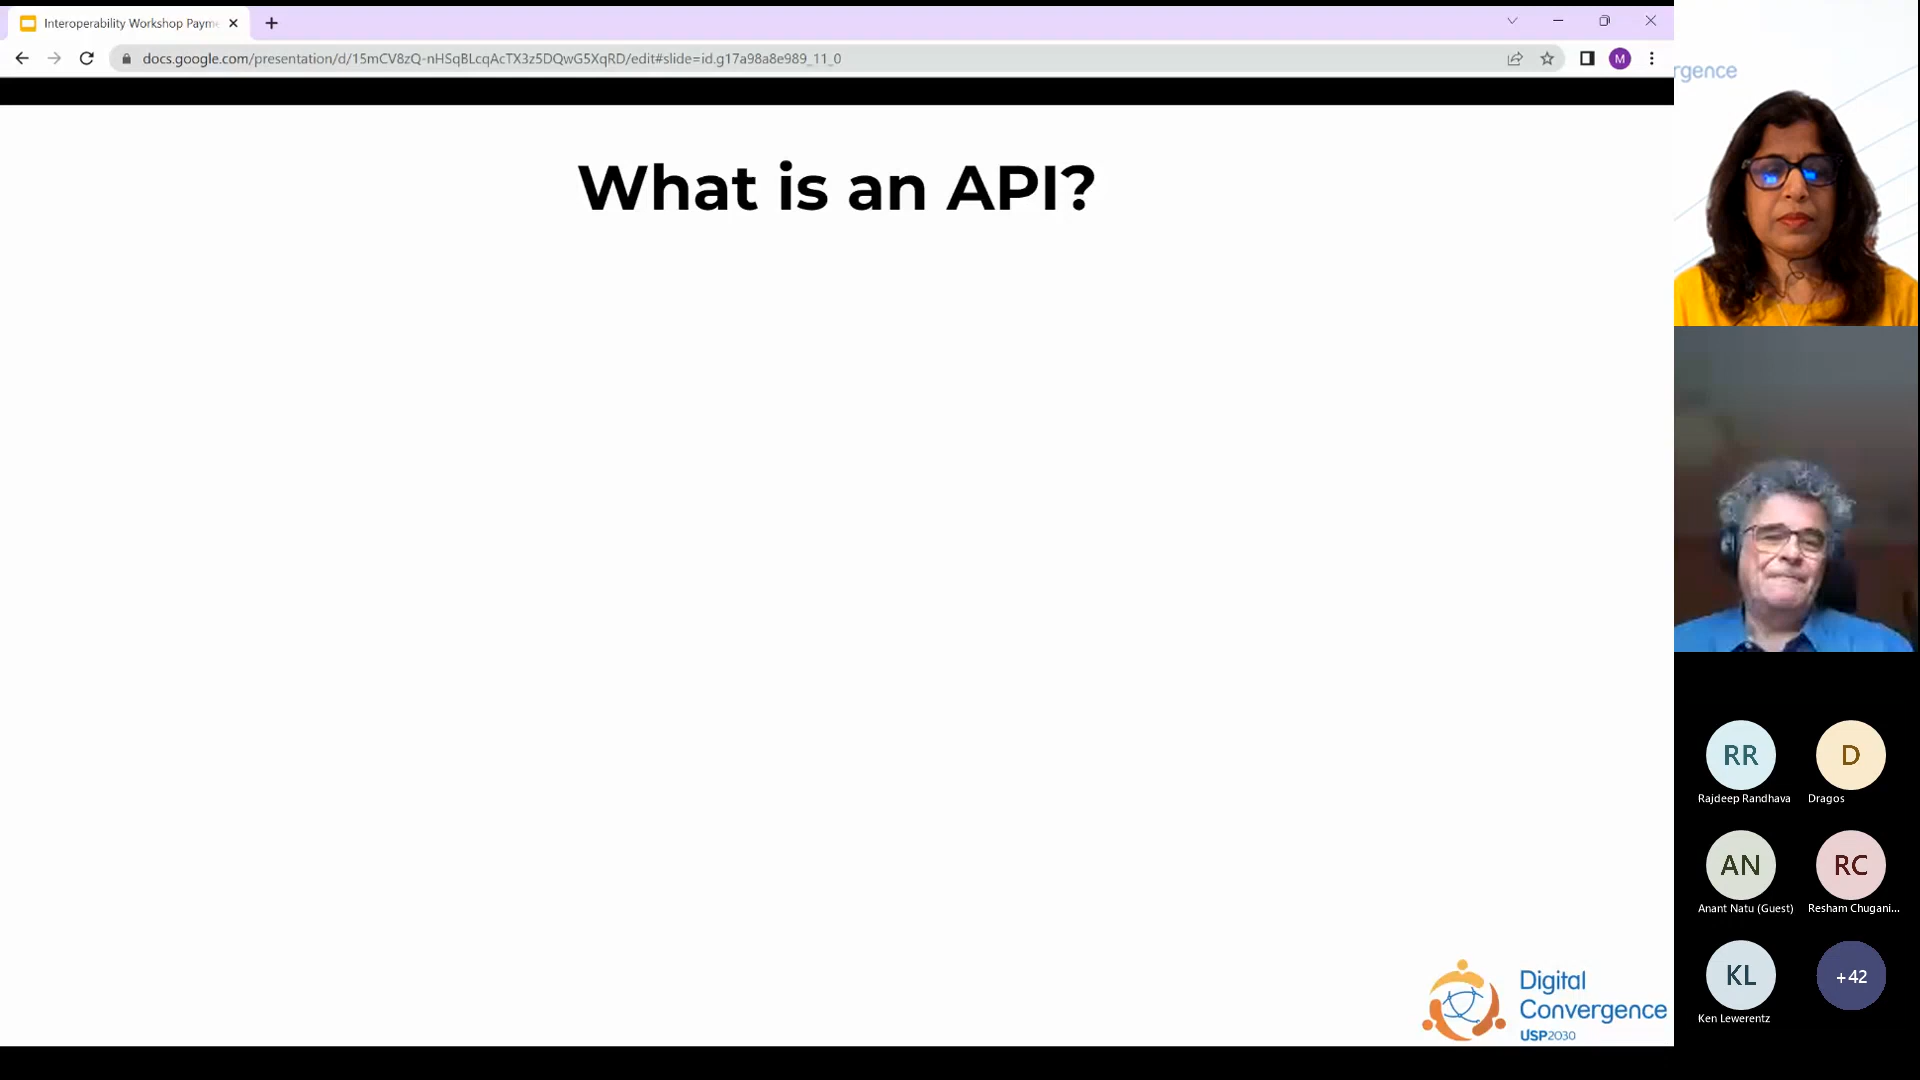 Interoperability Workshop Payme
docs.google.com/presentation/d/15mCV8zQ-nHSqBLcqAcTX3z5DQwG5XqRD/edit#slide=id.g17a98a8e989_11_0
M
rgence
What is an API?
RR
D
Rajdeep Randhava
Dragos
AN
RC
Anant Natu (Guest)
Resham Chugani...
KL
+42
Ken Lewerentz
Digital
Convergence
USP2030